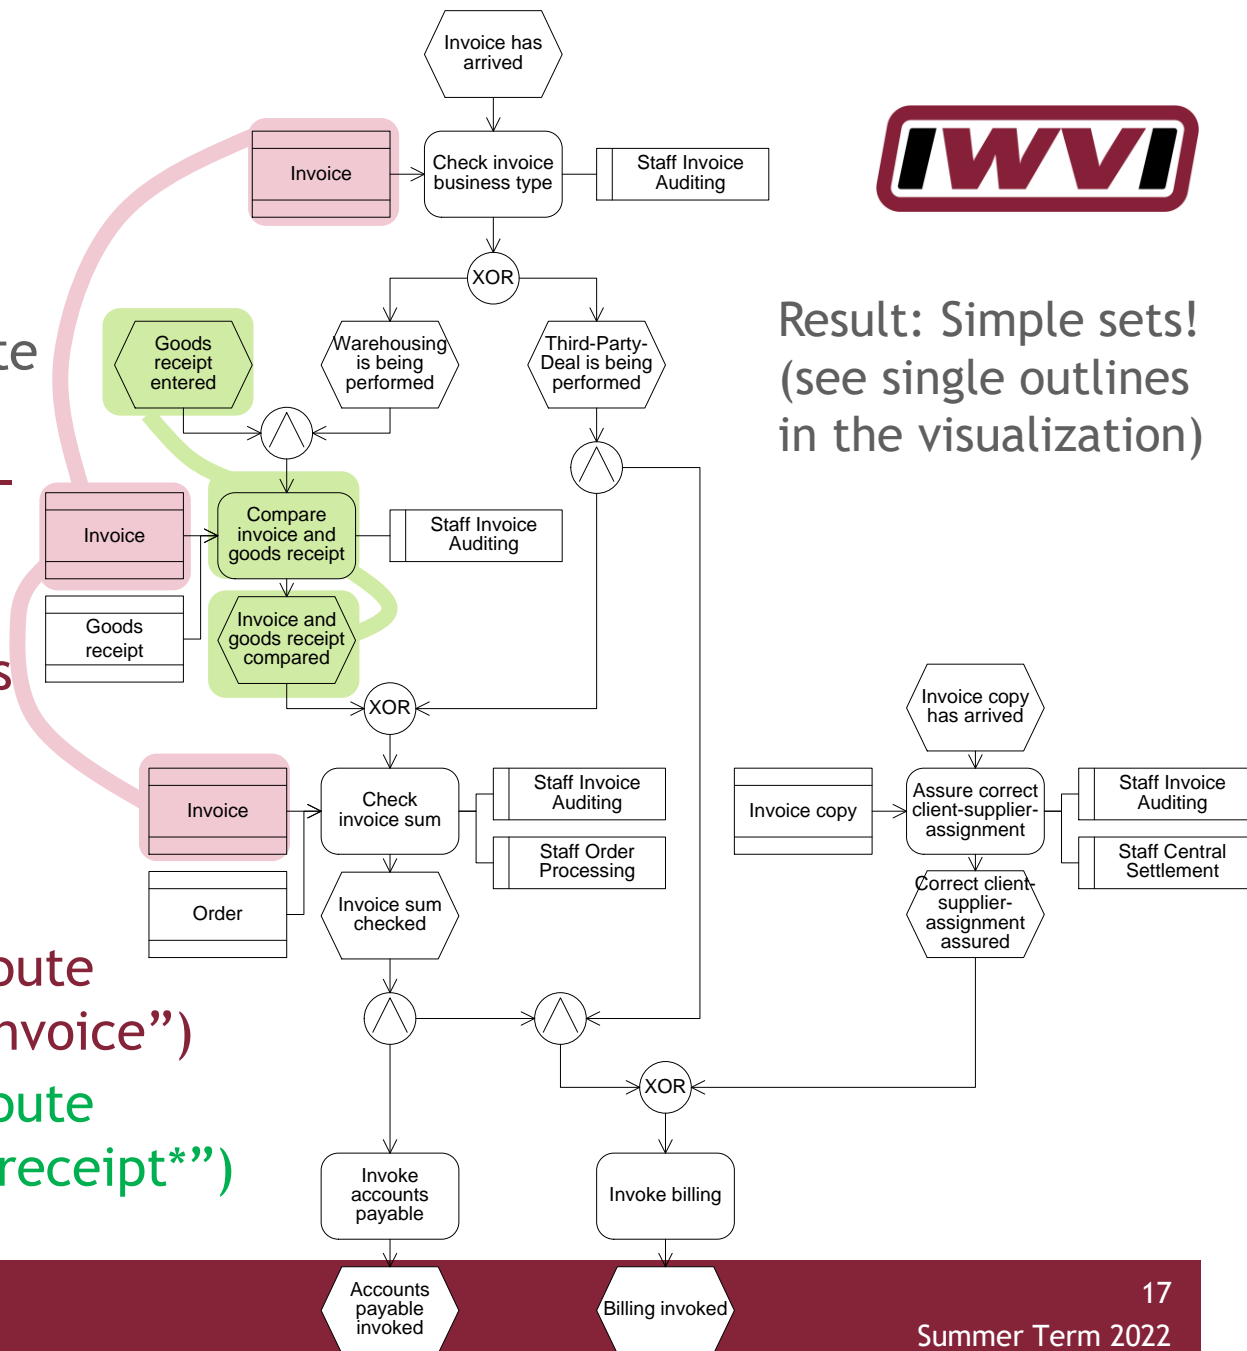 Invoice has
arrived
Invoice
Check invoice
business type
Staff Invoice
Auditing
IWVI
XOR
Goods
receipt
entered
Warehousing
is being
performed
Third-Party-
Deal is being
performed
Result: Simple sets!
(see single outlines
in the visualization)
te
Invoice
Compare
invoice and
goods receipt
Staff Invoice
Auditing
Goods
receipt
Invoice and
goods receipt
compared
s
XOR
Invoice copy
has arrived
Invoice
Check
invoice sum
Staff Invoice
Auditing
Staff Order
Processing
Invoice copy
Assure correct
client-supplier-
assignment
Staff Invoice
Auditing
Staff Central
Settlement
Order
Invoice sum
checked
Correct client-
supplier-
assignment
assured
bute
nvoice”)
bute
receipt*”)
XOR
Invoke
accounts
payable
Invoke billing
Accounts
payable
invoked
Billing invoked
17
Summer Term 2022